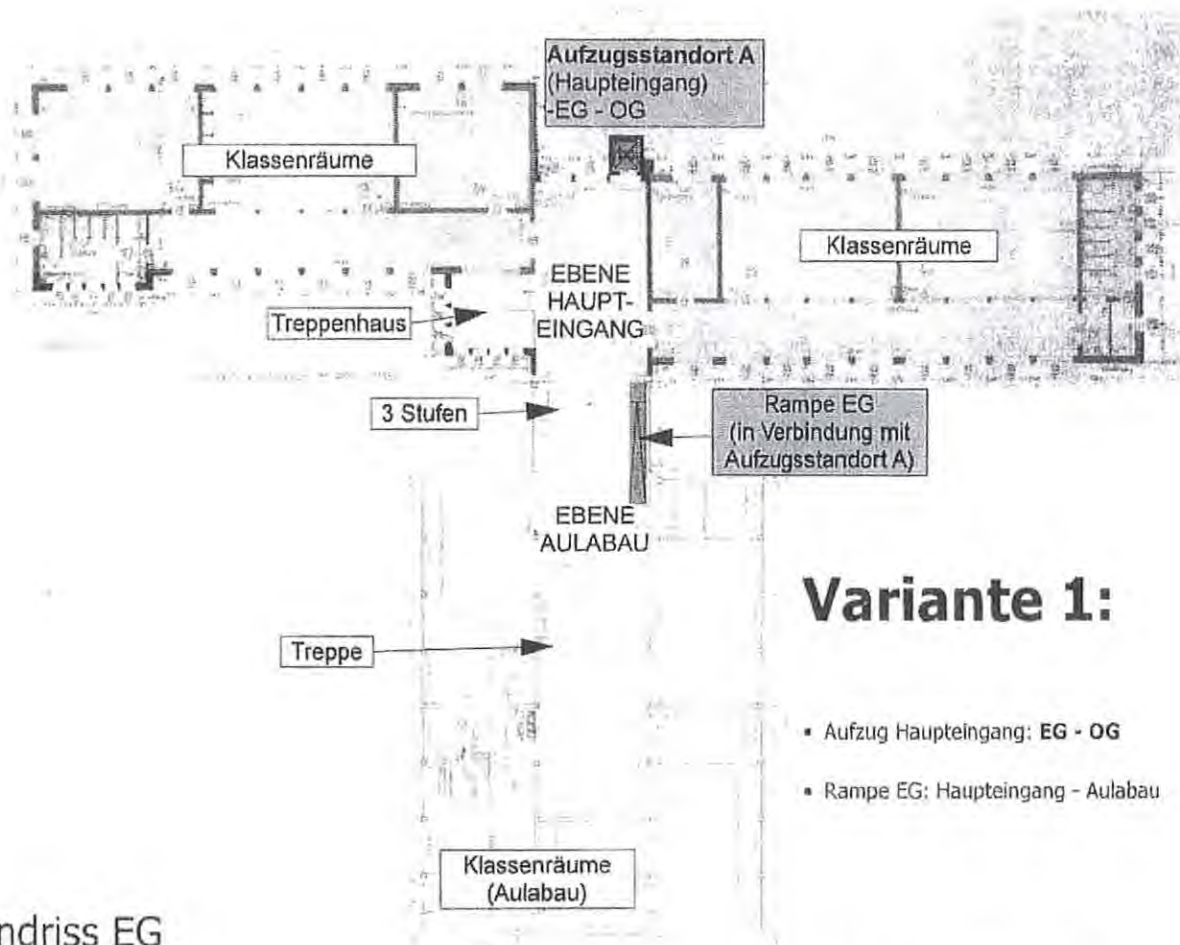 Aufzugsstandort A
(Haupteingang)
-EG - OG
Klassenräume
Klassenräume
EBENE
HAUPT-
EINGANG
Treppenhaus
3 Stufen
Rampe EG
(in Verbindung mit
Aufzugsstandort A)
EBENE
AULABAU
Variante 1:
Treppe
▪ Aufzug Haupteingang: EG - OG
▪ Rampe EG: Haupteingang - Aulabau
Klassenräume
(Aulabau)
ndriss EG